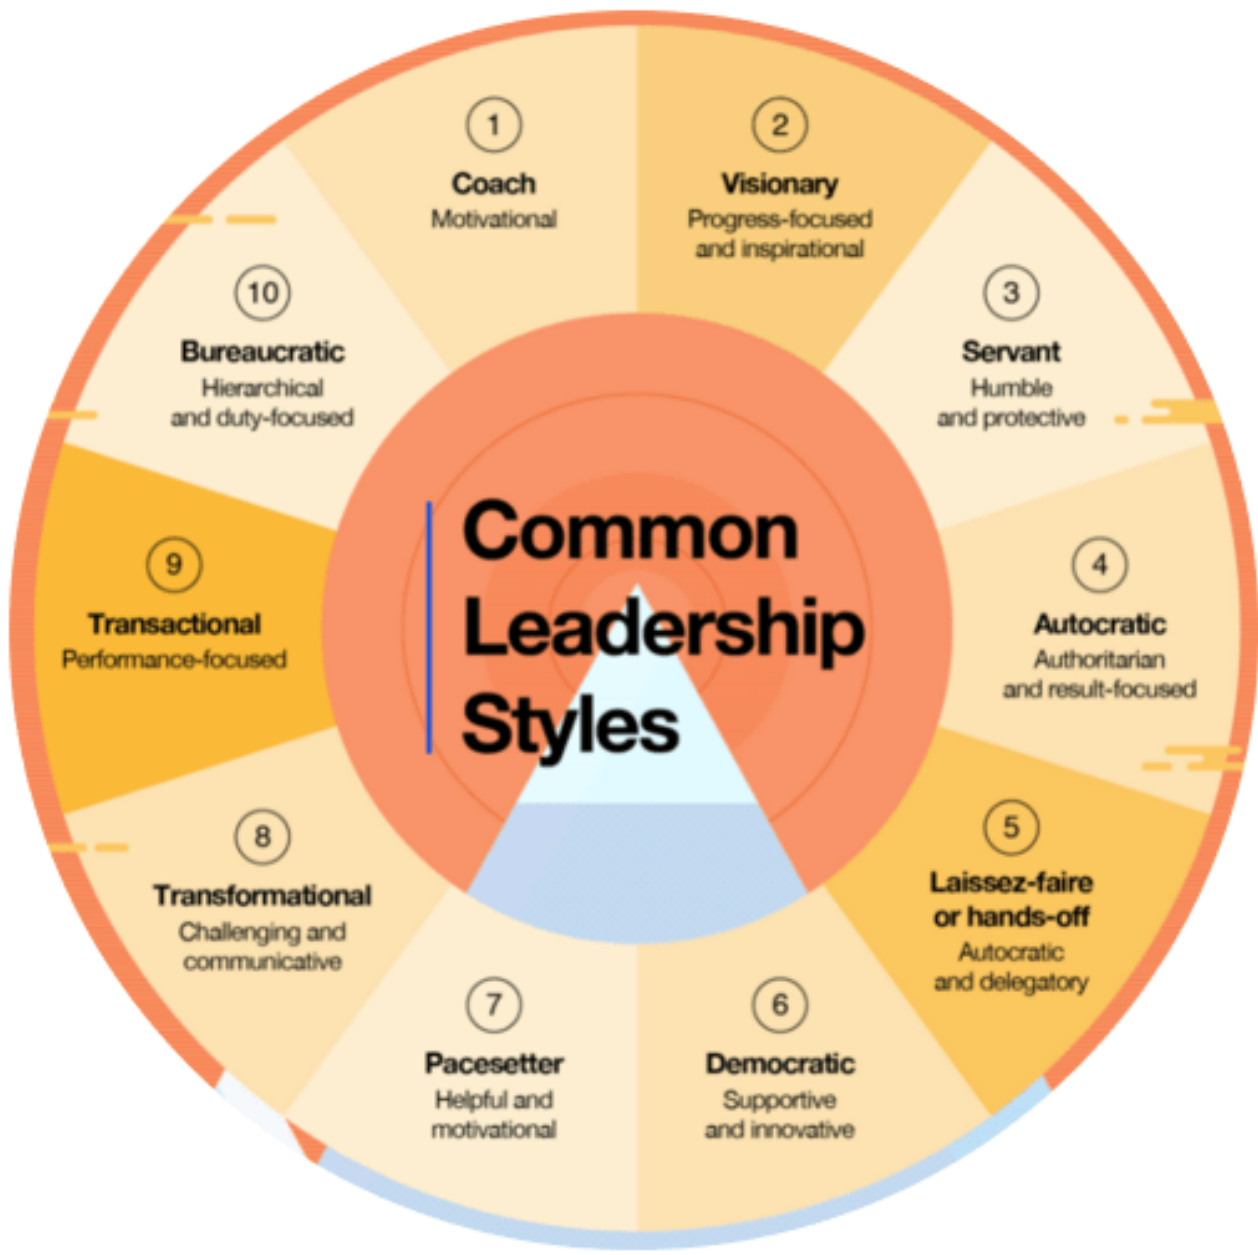 Common
Leadership
Styles
1
Coach
Motivational
2
Visionary
Progress-focused
and inspirational
3
Servant
Humble
and protective
4
Autocratic
Authoritarian
and result-focused
5
Laissez-faire
or hands-off
Autocratic
and delegatory
6
Democratic
Supportive
and innovative
7
Pacesetter
Helpful and
motivational
8
Transformational
Challenging and
communicative
9
Transactional
Performance-focused
10
Bureaucratic
Hierarchical
and duty-focused